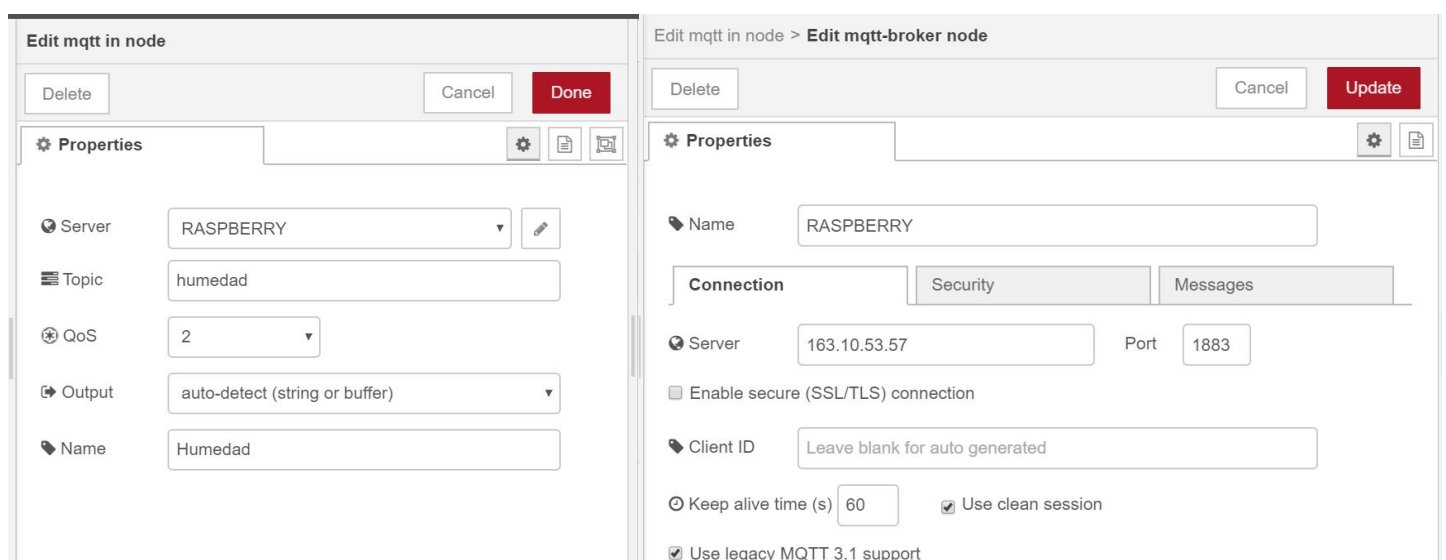 Edit mqtt in node
Delete
Cancel
Done
Properties
Server
RASPBERRY
Topic
humedad
QoS
2
Output
auto-detect (string or buffer)
Name
Humedad
Edit mqtt in node > Edit mqtt-broker node
Delete
Cancel
Update
Properties
Name
RASPBERRY
Connection
Security
Messages
Server
163.10.53.57
Port
1883
Enable secure (SSL/TLS) connection
Client ID
Leave blank for auto generated
Keep alive time (s)
60
Use clean session
Use legacy MQTT 3.1 support